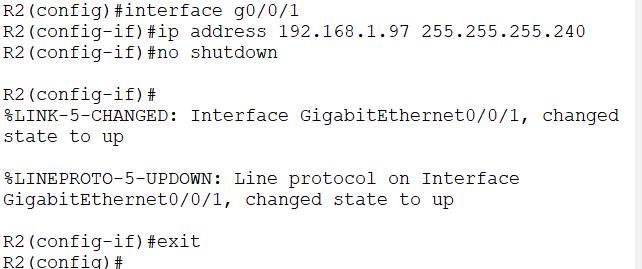 R2(config)#interface g0/0/1
R2(config-if)#ip address 192.168.1.97 255.255.255.240
R2(config-if)#no shutdown
R2(config-if)#
%LINK-5-CHANGED: Interface GigabitEthernet0/0/1, changed
state to up
%LINEPROTO-5-UPDOWN: Line protocol on Interface
GigabitEthernet0/0/1, changed state to up
R2(config-if)#exit
R2(config)#